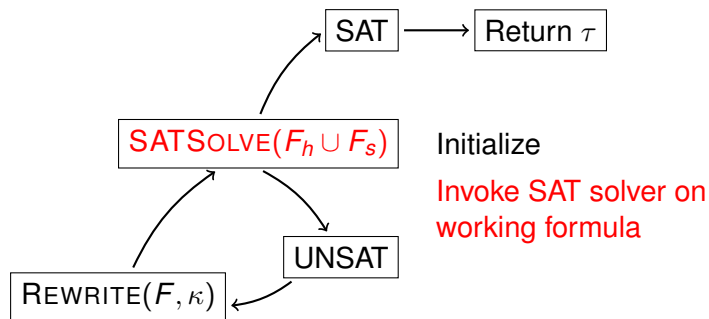 SAT
Return τ
SATSOLVE(F_h ∪ F_s)
Initialize
Invoke SAT solver on
working formula
UNSAT
REWRITE(F, κ)